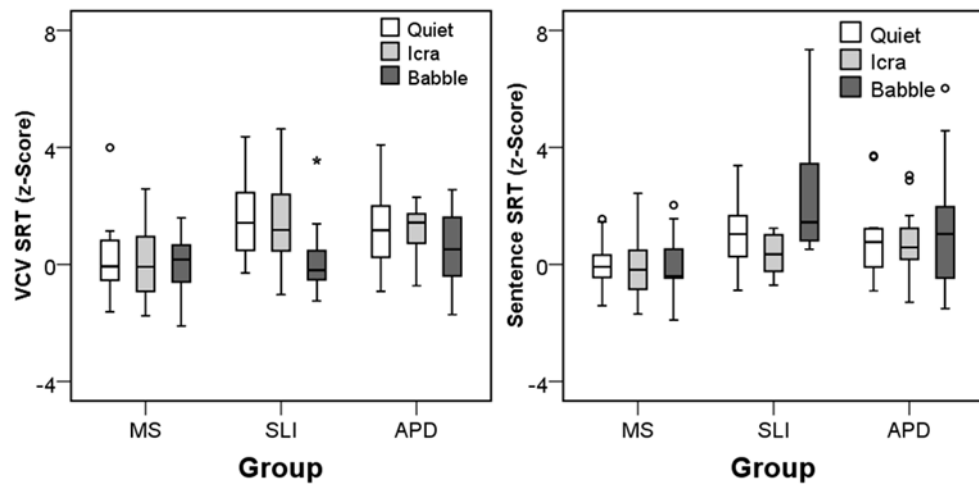 VCV SRT (z-Score)
8
4
0
-4
Quiet
Icra
Babble
*
MS SLI APD
Group
Sentence SRT (z-Score)
8
4
0
-4
Quiet
Icra
Babble
MS SLI APD
Group